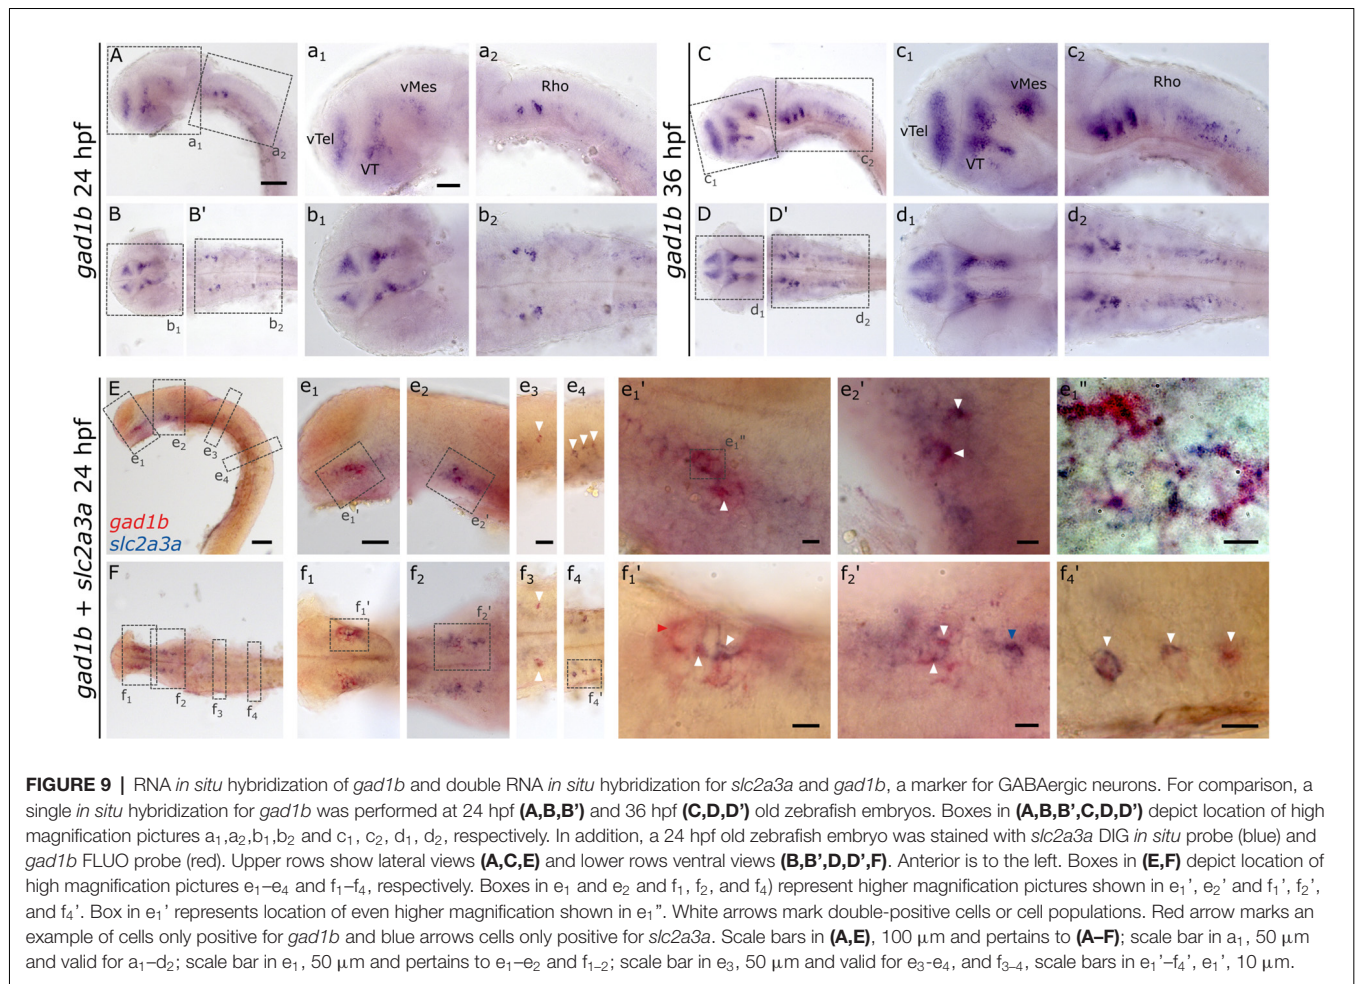 gad1b 24 hpf
A
a₁
a₂
a₁
vTel
VT
vMes
a₂
Rho
B
B'
b₁
b₂
b₁
b₂
gad1b 36 hpf
C
c₁
c₂
c₁
vTel
VT
vMes
c₂
Rho
D
D'
d₁
d₂
d₁
d₂
gad1b + slc2a3a 24 hpf
E
e₁
e₂
e₃
e₄
gad1b
slc2a3a
e₁
e₁'
e₂
e₂'
e₃
e₄
e₁'
e₁"
e₂'
e₁"
F
f₁
f₂
f₃
f₄
f₁
f₁'
f₂
f₂'
f₃
f₄
f₄'
f₁'
f₂'
f₄'
FIGURE 9 | RNA in situ hybridization of gad1b and double RNA in situ hybridization for slc2a3a and gad1b, a marker for GABAergic neurons. For comparison, a
single in situ hybridization for gad1b was performed at 24 hpf (A,B,B') and 36 hpf (C,D,D') old zebrafish embryos. Boxes in (A,B,B',C,D,D') depict location of high
magnification pictures a₁,a₂,b₁,b₂ and c₁, c₂, d₁, d₂, respectively. In addition, a 24 hpf old zebrafish embryo was stained with slc2a3a DIG in situ probe (blue) and
gad1b FLUO probe (red). Upper rows show lateral views (A,C,E) and lower rows ventral views (B,B',D,D',F). Anterior is to the left. Boxes in (E,F) depict location of
high magnification pictures e₁–e₄ and f₁–f₄, respectively. Boxes in e₁ and e₂ and f₁, f₂, and f₄) represent higher magnification pictures shown in e₁', e₂' and f₁', f₂',
and f₄'. Box in e₁' represents location of even higher magnification shown in e₁". White arrows mark double-positive cells or cell populations. Red arrow marks an
example of cells only positive for gad1b and blue arrows cells only positive for slc2a3a. Scale bars in (A,E), 100 μm and pertains to (A–F); scale bar in a₁, 50 μm
and valid for a₁–d₂; scale bar in e₁, 50 μm and pertains to e₁–e₂ and f₁₋₂; scale bar in e₃, 50 μm and valid for e₃-e₄, and f₃₋₄, scale bars in e₁'–f₄', e₁', 10 μm.